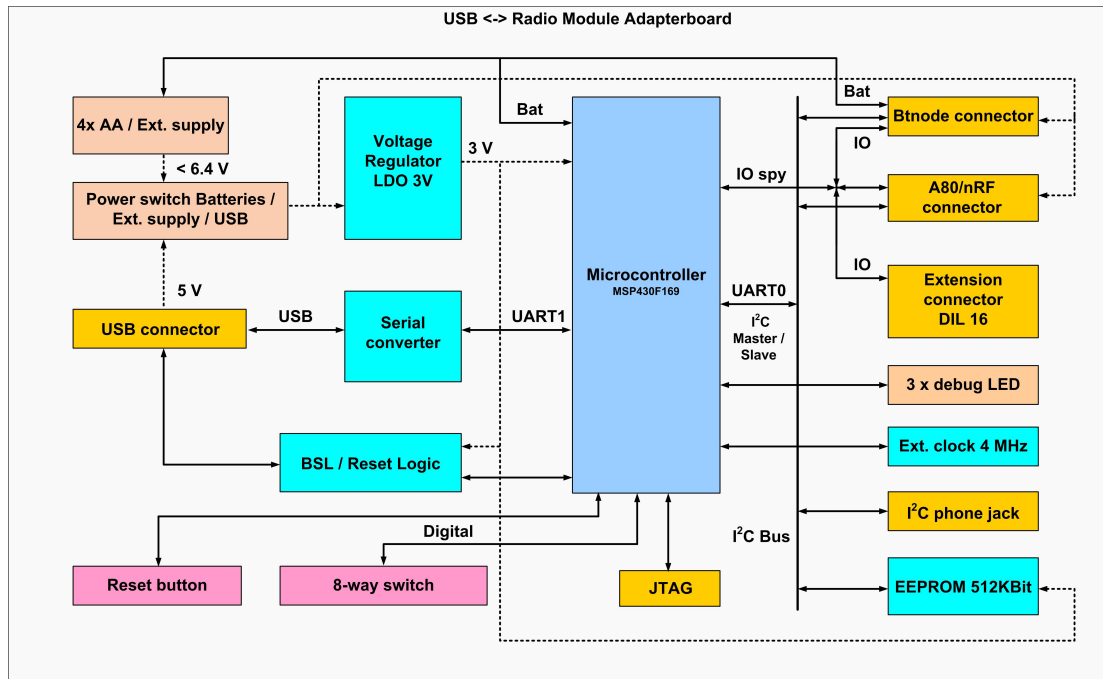 USB <-> Radio Module Adapterboard
Bat
Bat
4x AA / Ext. supply
Voltage
Regulator
LDO 3V
3 V
Btnode connector
IO
< 6.4 V
Power switch Batteries /
Ext. supply / USB
IO spy
A80/nRF
connector
IO
Microcontroller
MSP430F169
Extension
connector
DIL 16
5 V
UART0
USB connector
USB
Serial
converter
UART1
I²C
Master /
Slave
3 x debug LED
BSL / Reset Logic
Ext. clock 4 MHz
I²C phone jack
Digital
I²C Bus
Reset button
8-way switch
JTAG
EEPROM 512KBit